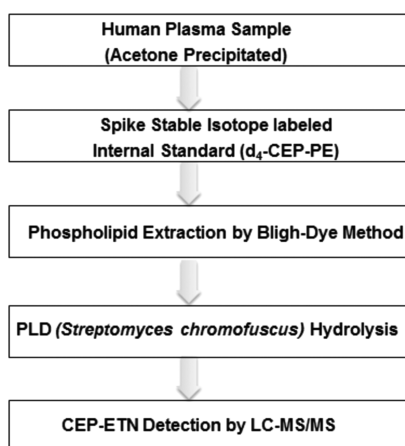 Human Plasma Sample
(Acetone Precipitated)
Spike Stable Isotope labeled
Internal Standard (d₄-CEP-PE)
Phospholipid Extraction by Bligh-Dye Method
PLD (Streptomyces chromofuscus) Hydrolysis
CEP-ETN Detection by LC-MS/MS